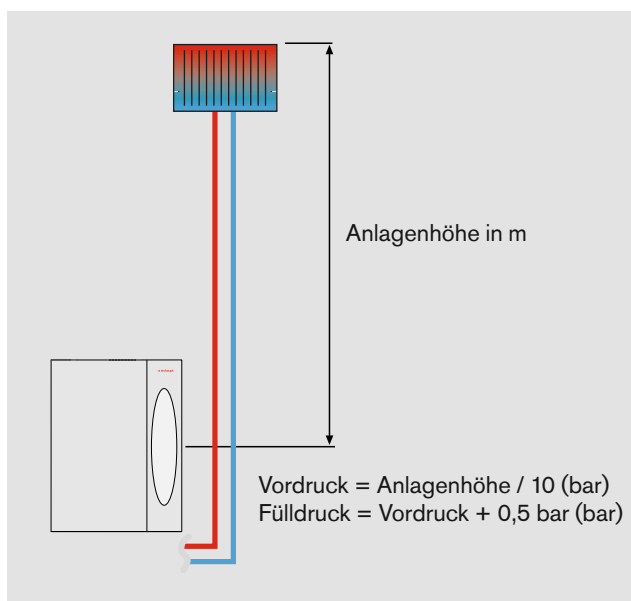 Anlagenhöhe in m
Vordruck = Anlagenhöhe / 10 (bar)
Fülldruck = Vordruck + 0,5 bar (bar)